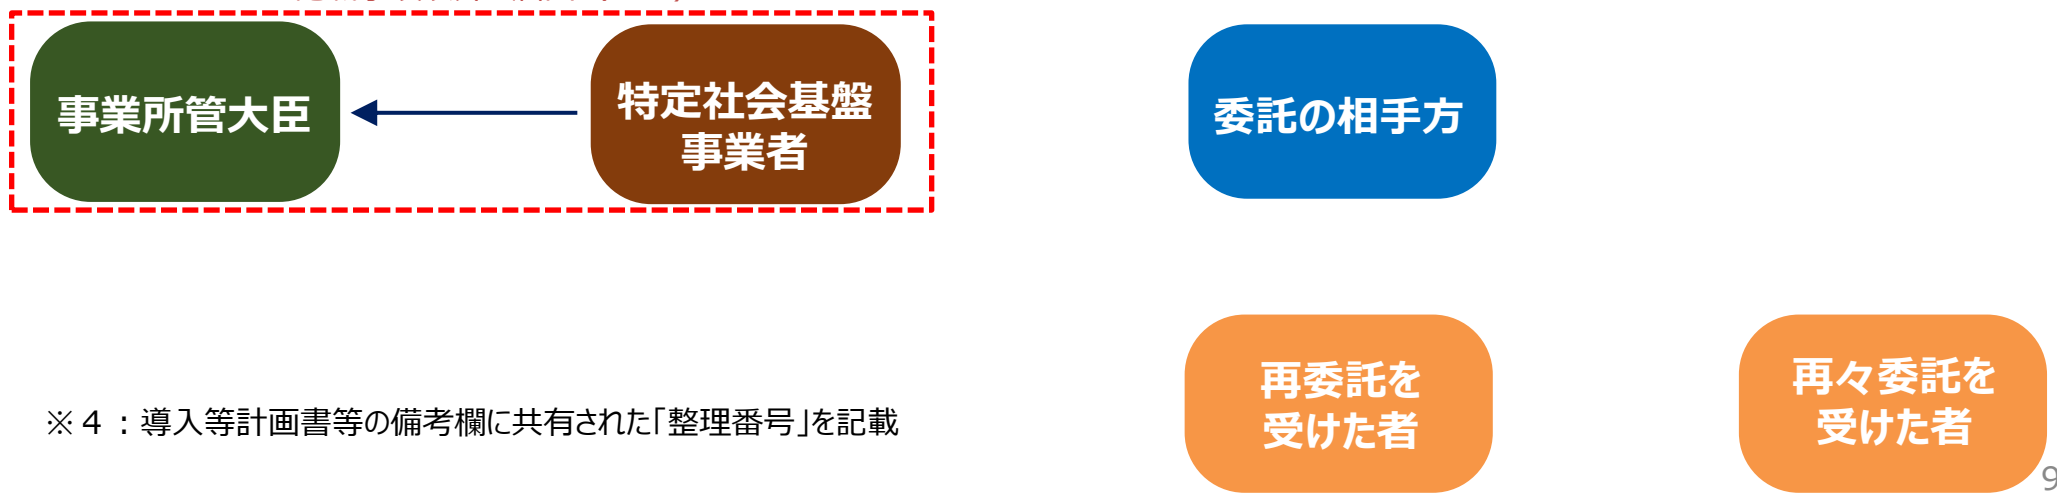 事業所管大臣
特定社会基盤
事業者
委託の相手方
再委託を
受けた者
再々委託を
受けた者
※４：導入等計画書等の備考欄に共有された「整理番号」を記載
9